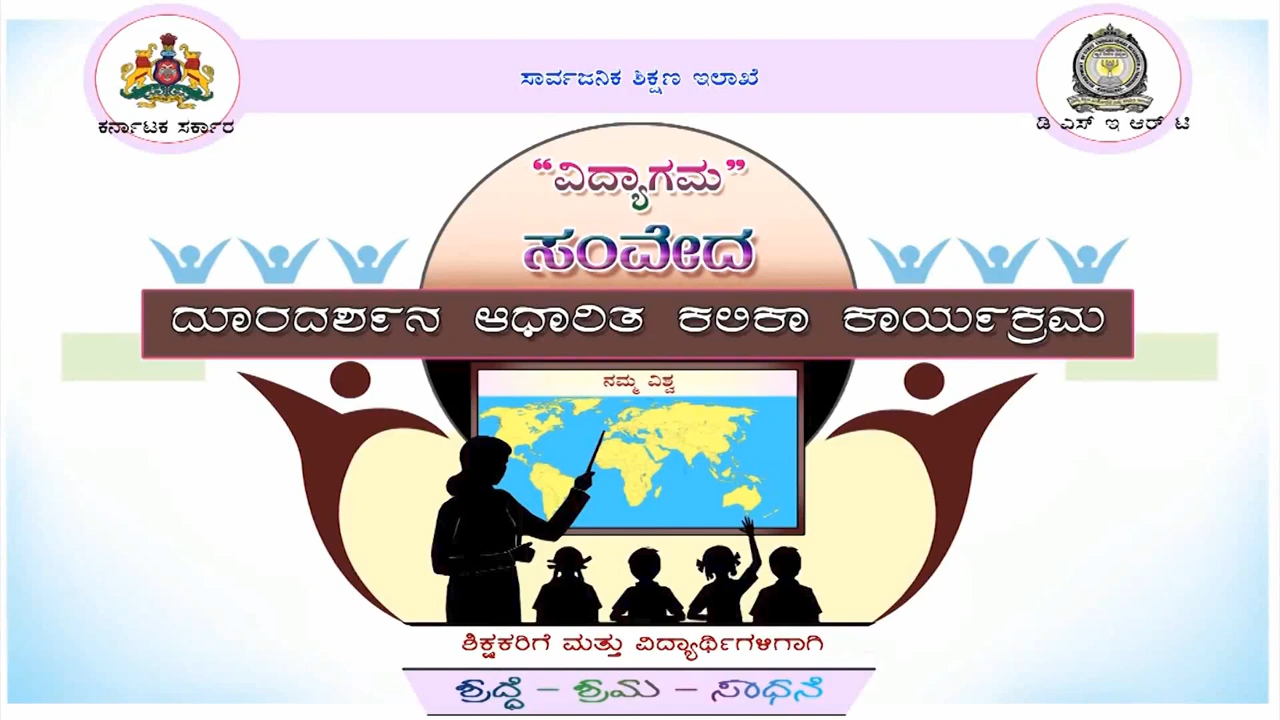 ಸಾರ್ವಜನಿಕ ಶಿಕ್ಷಣ ಇಲಾಖೆ
ಕರ್ನಾಟಕ ಸರ್ಕಾರ
ಡಿ ಎಸ್ ಇ ಆರ್ ಟಿ
“ವಿದ್ಯಾಗಮ”
ಸಂವೇದ
ದೂರದರ್ಶನ ಆಧಾರಿತ ಕಲಿಕಾ ಕಾರ್ಯಕ್ರಮ
ನಮ್ಮ ವಿಶ್ವ
ಶಿಕ್ಷಕರಿಗೆ ಮತ್ತು ವಿದ್ಯಾರ್ಥಿಗಳಿಗಾಗಿ
ಶ್ರದ್ಧೆ – ಶ್ರಮ – ಸಾಧನೆ